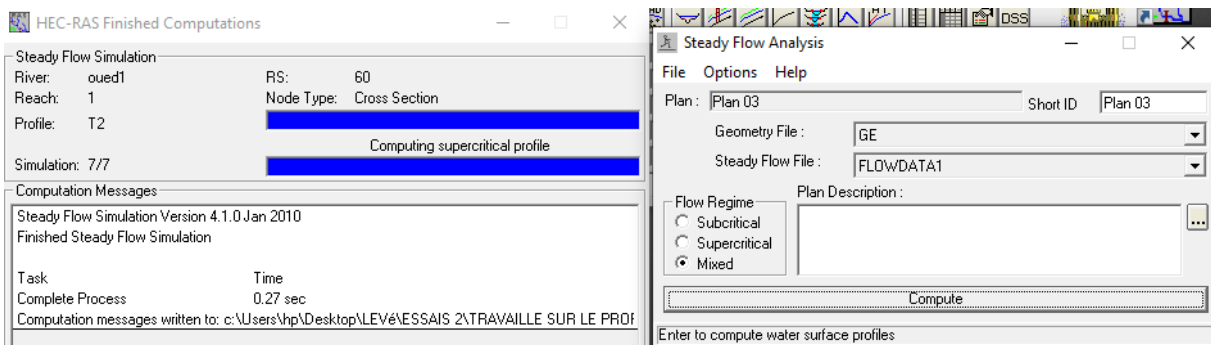 HEC-RAS Finished Computations
Steady Flow Simulation
River: oued1 RS: 60
Reach: 1 Node Type: Cross Section
Profile: T2
Computing supercritical profile
Simulation: 7/7
Computation Messages
Steady Flow Simulation Version 4.1.0 Jan 2010
Finished Steady Flow Simulation
Task Time
Complete Process 0.27 sec
Computation messages written to: c:\Users\hp\Desktop\LEVé\ESSAIS 2\TRAVAILLE SUR LE PROF
DSS
Steady Flow Analysis
File Options Help
Plan : Plan 03 Short ID Plan 03
Geometry File : GE
Steady Flow File : FLOWDATA1
Flow Regime
Subcritical
Supercritical
Mixed
Plan Description :
...
Compute
Enter to compute water surface profiles